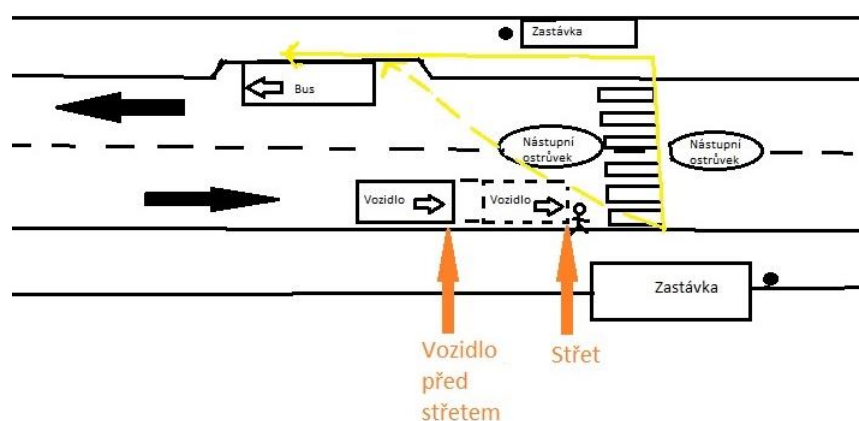 Zastávka
Bus
Nástupní
ostrůvek
Nástupní
ostrůvek
Vozidlo
Vozidlo
Zastávka
Vozidlo
před
střetem
Střet